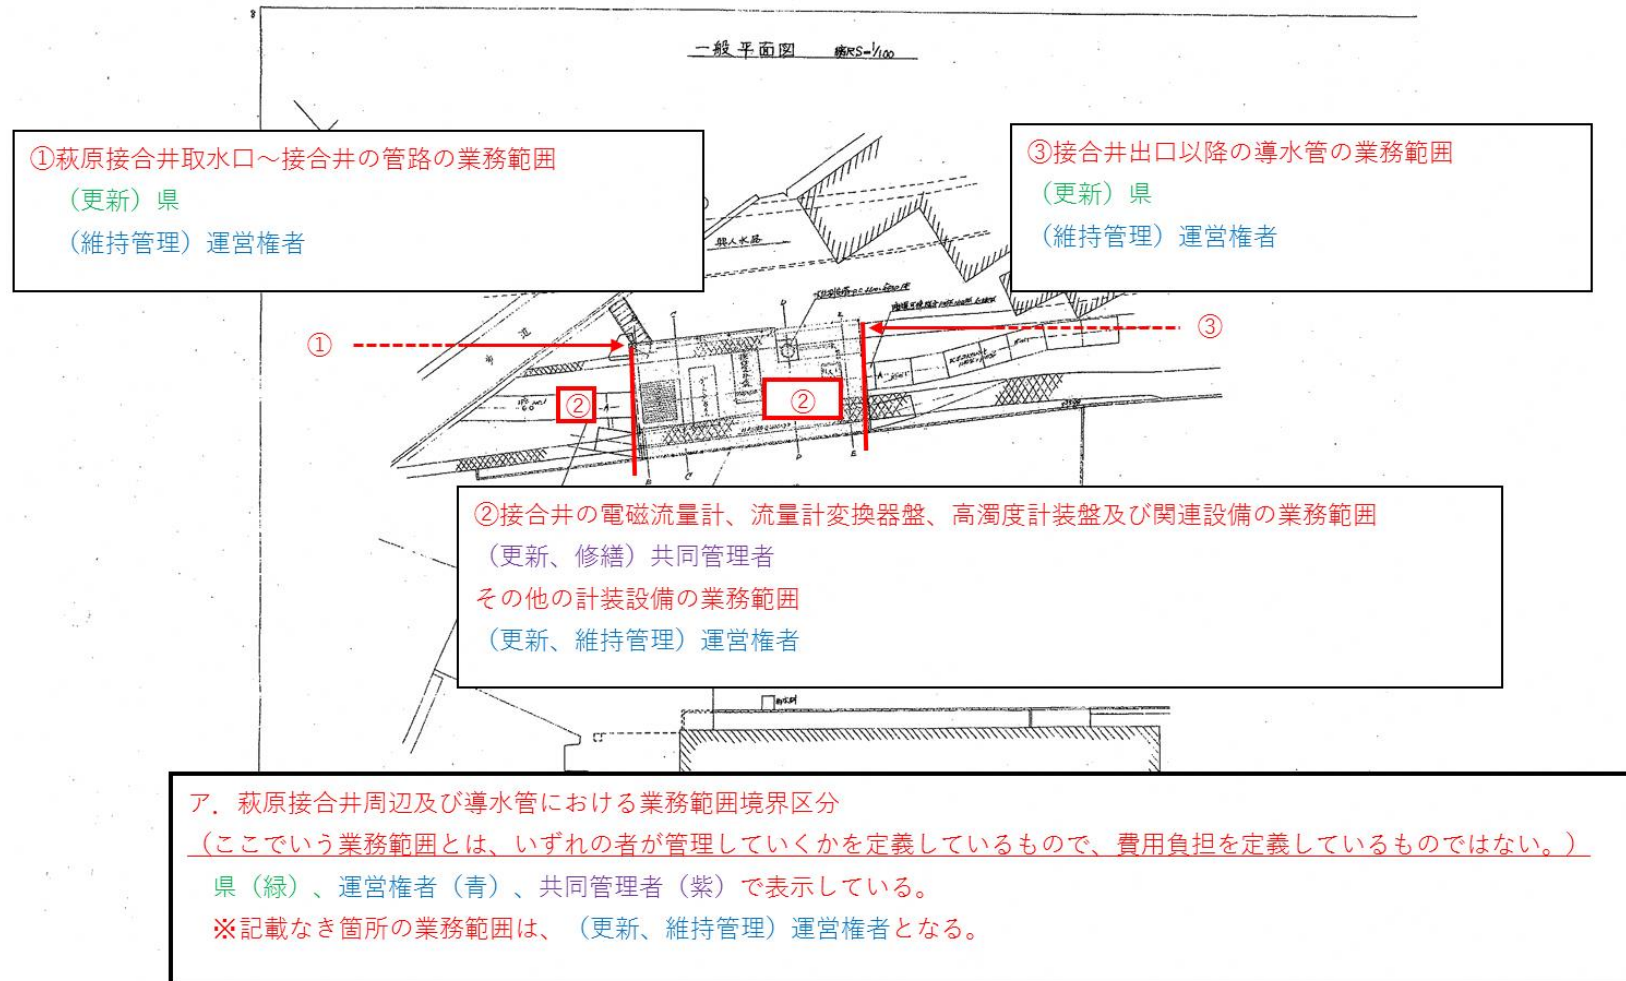 一般平面図 縮尺S=1/100
①萩原接合井取水口～接合井の管路の業務範囲
（更新）県
（維持管理）運営権者
③接合井出口以降の導水管の業務範囲
（更新）県
（維持管理）運営権者
①
③
②
②
②接合井の電磁流量計、流量計変換器盤、高濁度計装盤及び関連設備の業務範囲
（更新、修繕）共同管理者
その他の計装設備の業務範囲
（更新、維持管理）運営権者
ア．萩原接合井周辺及び導水管における業務範囲境界区分
（ここでいう業務範囲とは、いずれの者が管理していくかを定義しているもので、費用負担を定義しているものではない。）
県（緑）、運営権者（青）、共同管理者（紫）で表示している。
※記載なき箇所の業務範囲は、（更新、維持管理）運営権者となる。